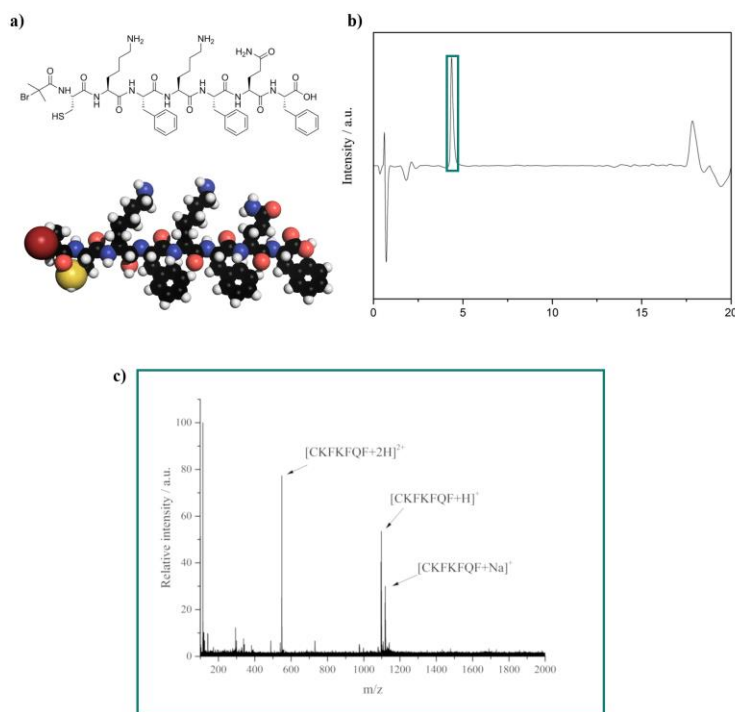 a)
NH₂ NH₂ H₂N O
O O H N O H N O H N O
Br N H N H O N H O N H O OH
HS
b)
Intensity / a.u.
0 5 10 15 20
c)
100
80
60
40
20
0
Relative intensity / a.u.
[CKFKFQF+2H]²⁺
[CKFKFQF+H]⁺
[CKFKFQF+Na]⁺
200 400 600 800 1000 1200 1400 1600 1800 2000
m/z